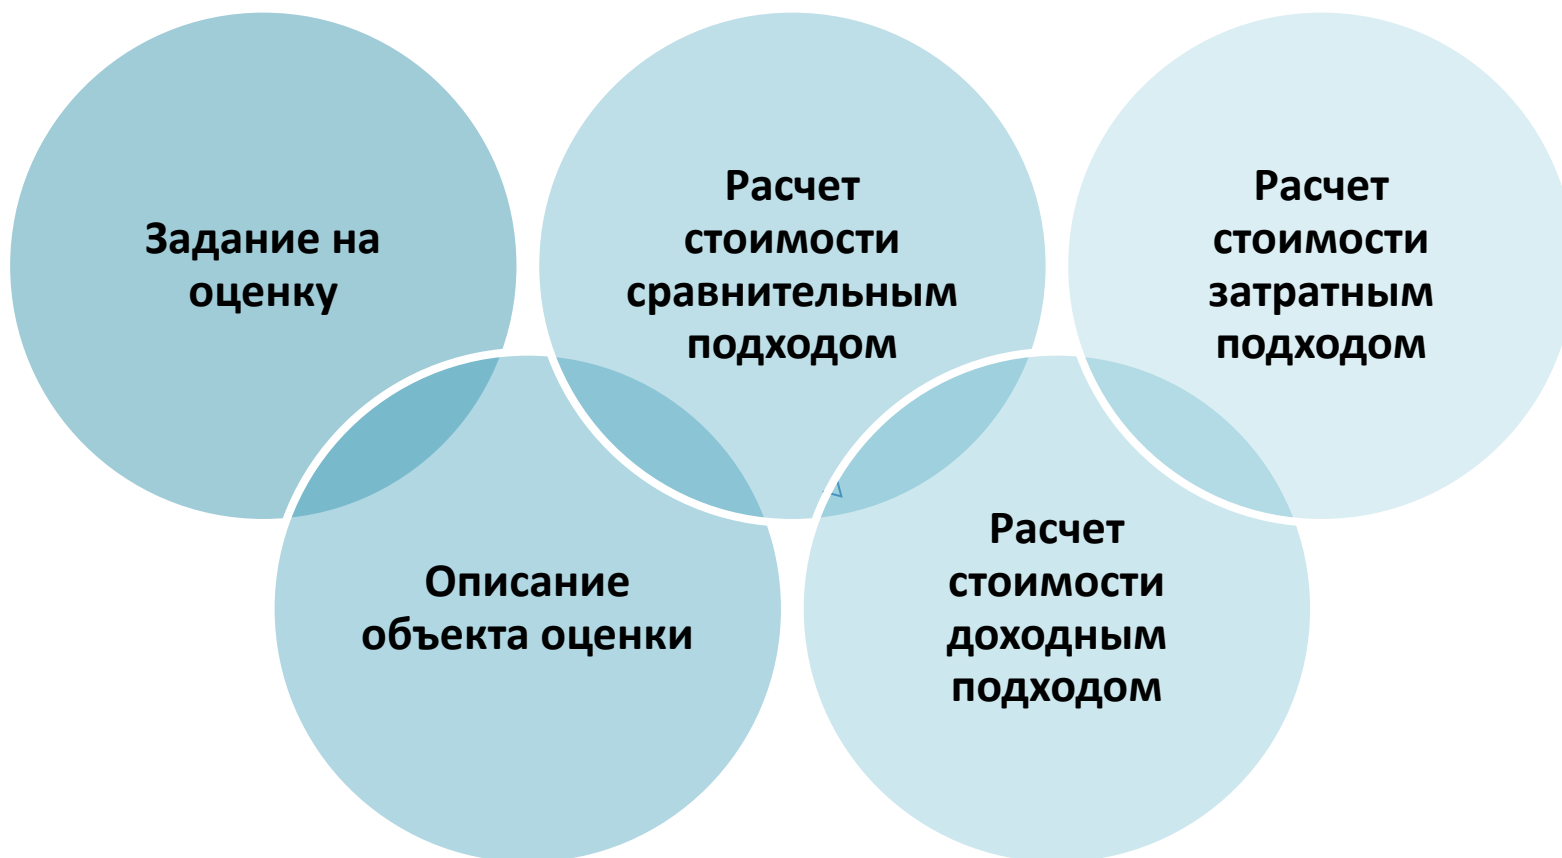 Задание на
оценку
Описание
объекта оценки
Расчет
стоимости
сравнительным
подходом
Расчет
стоимости
доходным
подходом
Расчет
стоимости
затратным
подходом